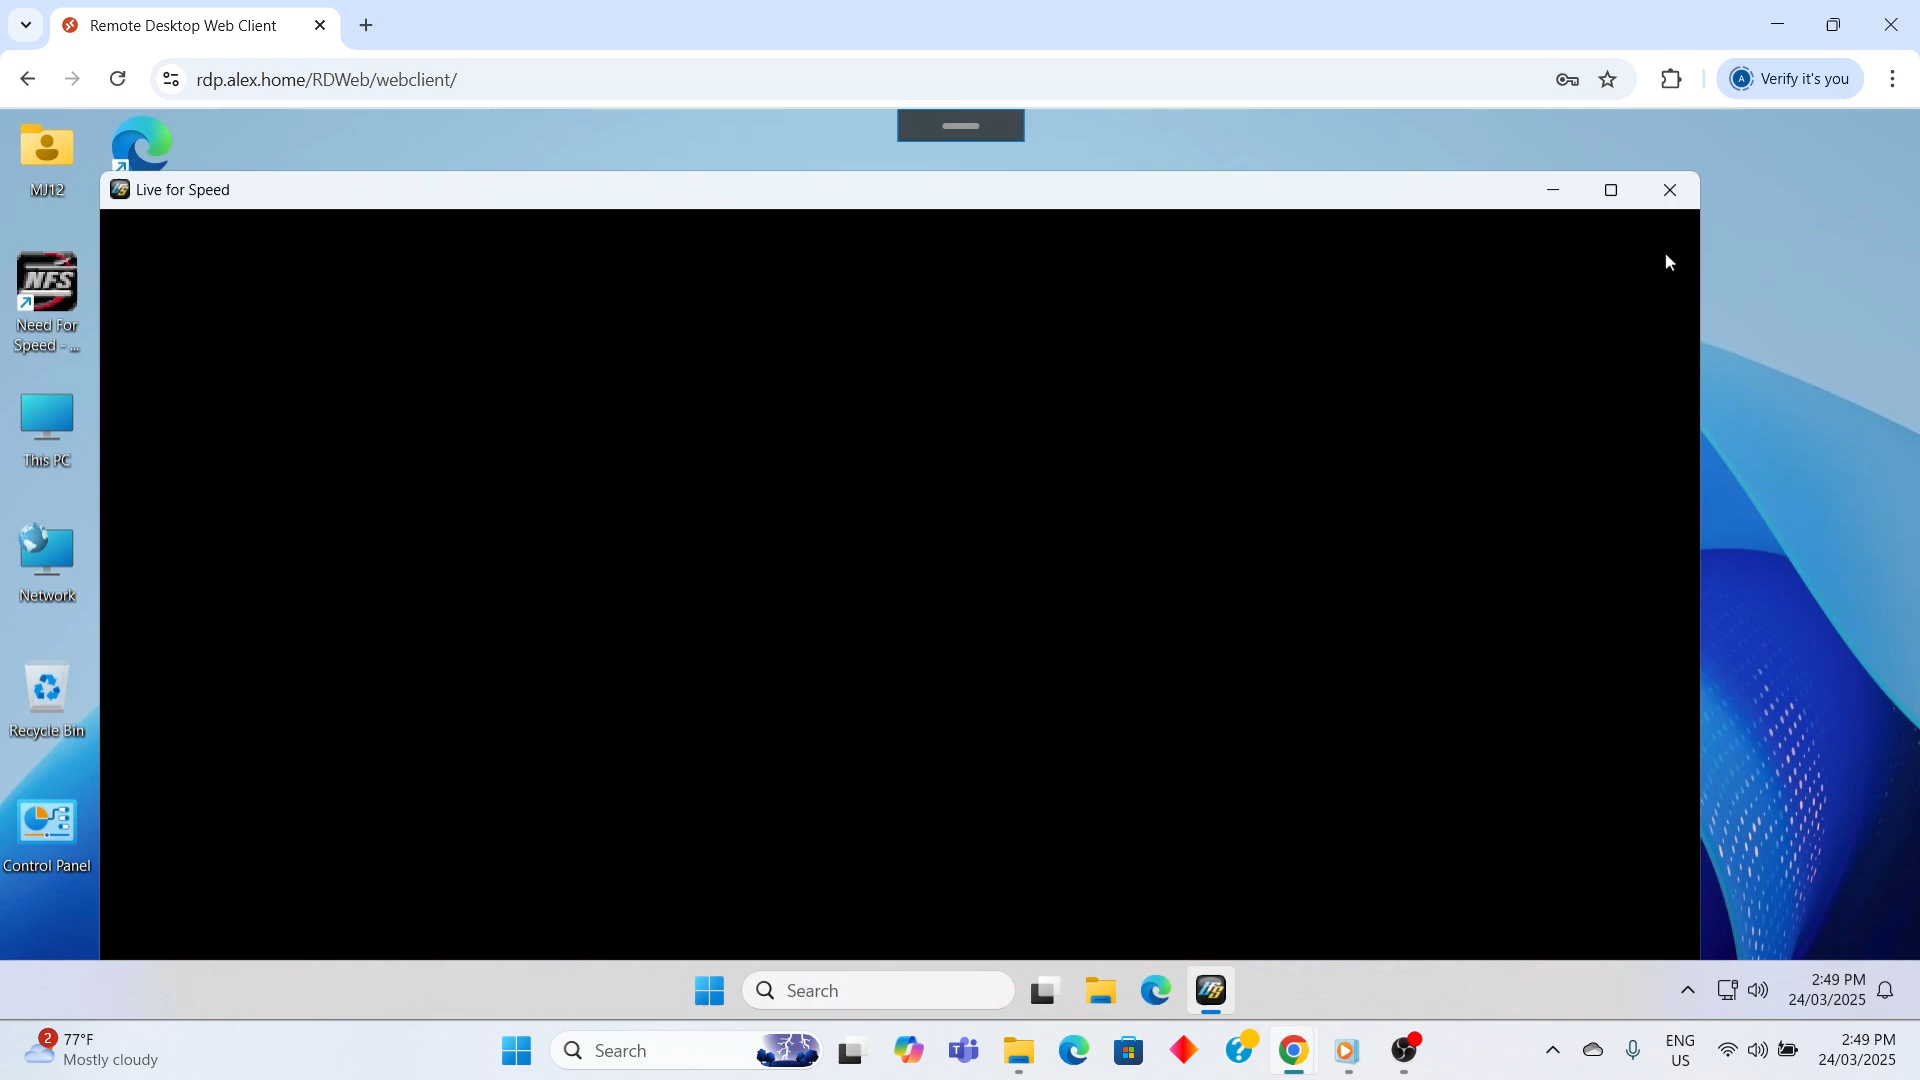 Remote Desktop Web Client
rdp.alex.home/RDWeb/webclient/
Verify it's you
MJ12
Live for Speed
NFS
Need For
Speed - ...
This PC
Network
Recycle Bin
Control Panel
Search
2:49 PM
24/03/2025
2
77°F
Mostly cloudy
Search
ENG
US
2:49 PM
24/03/2025